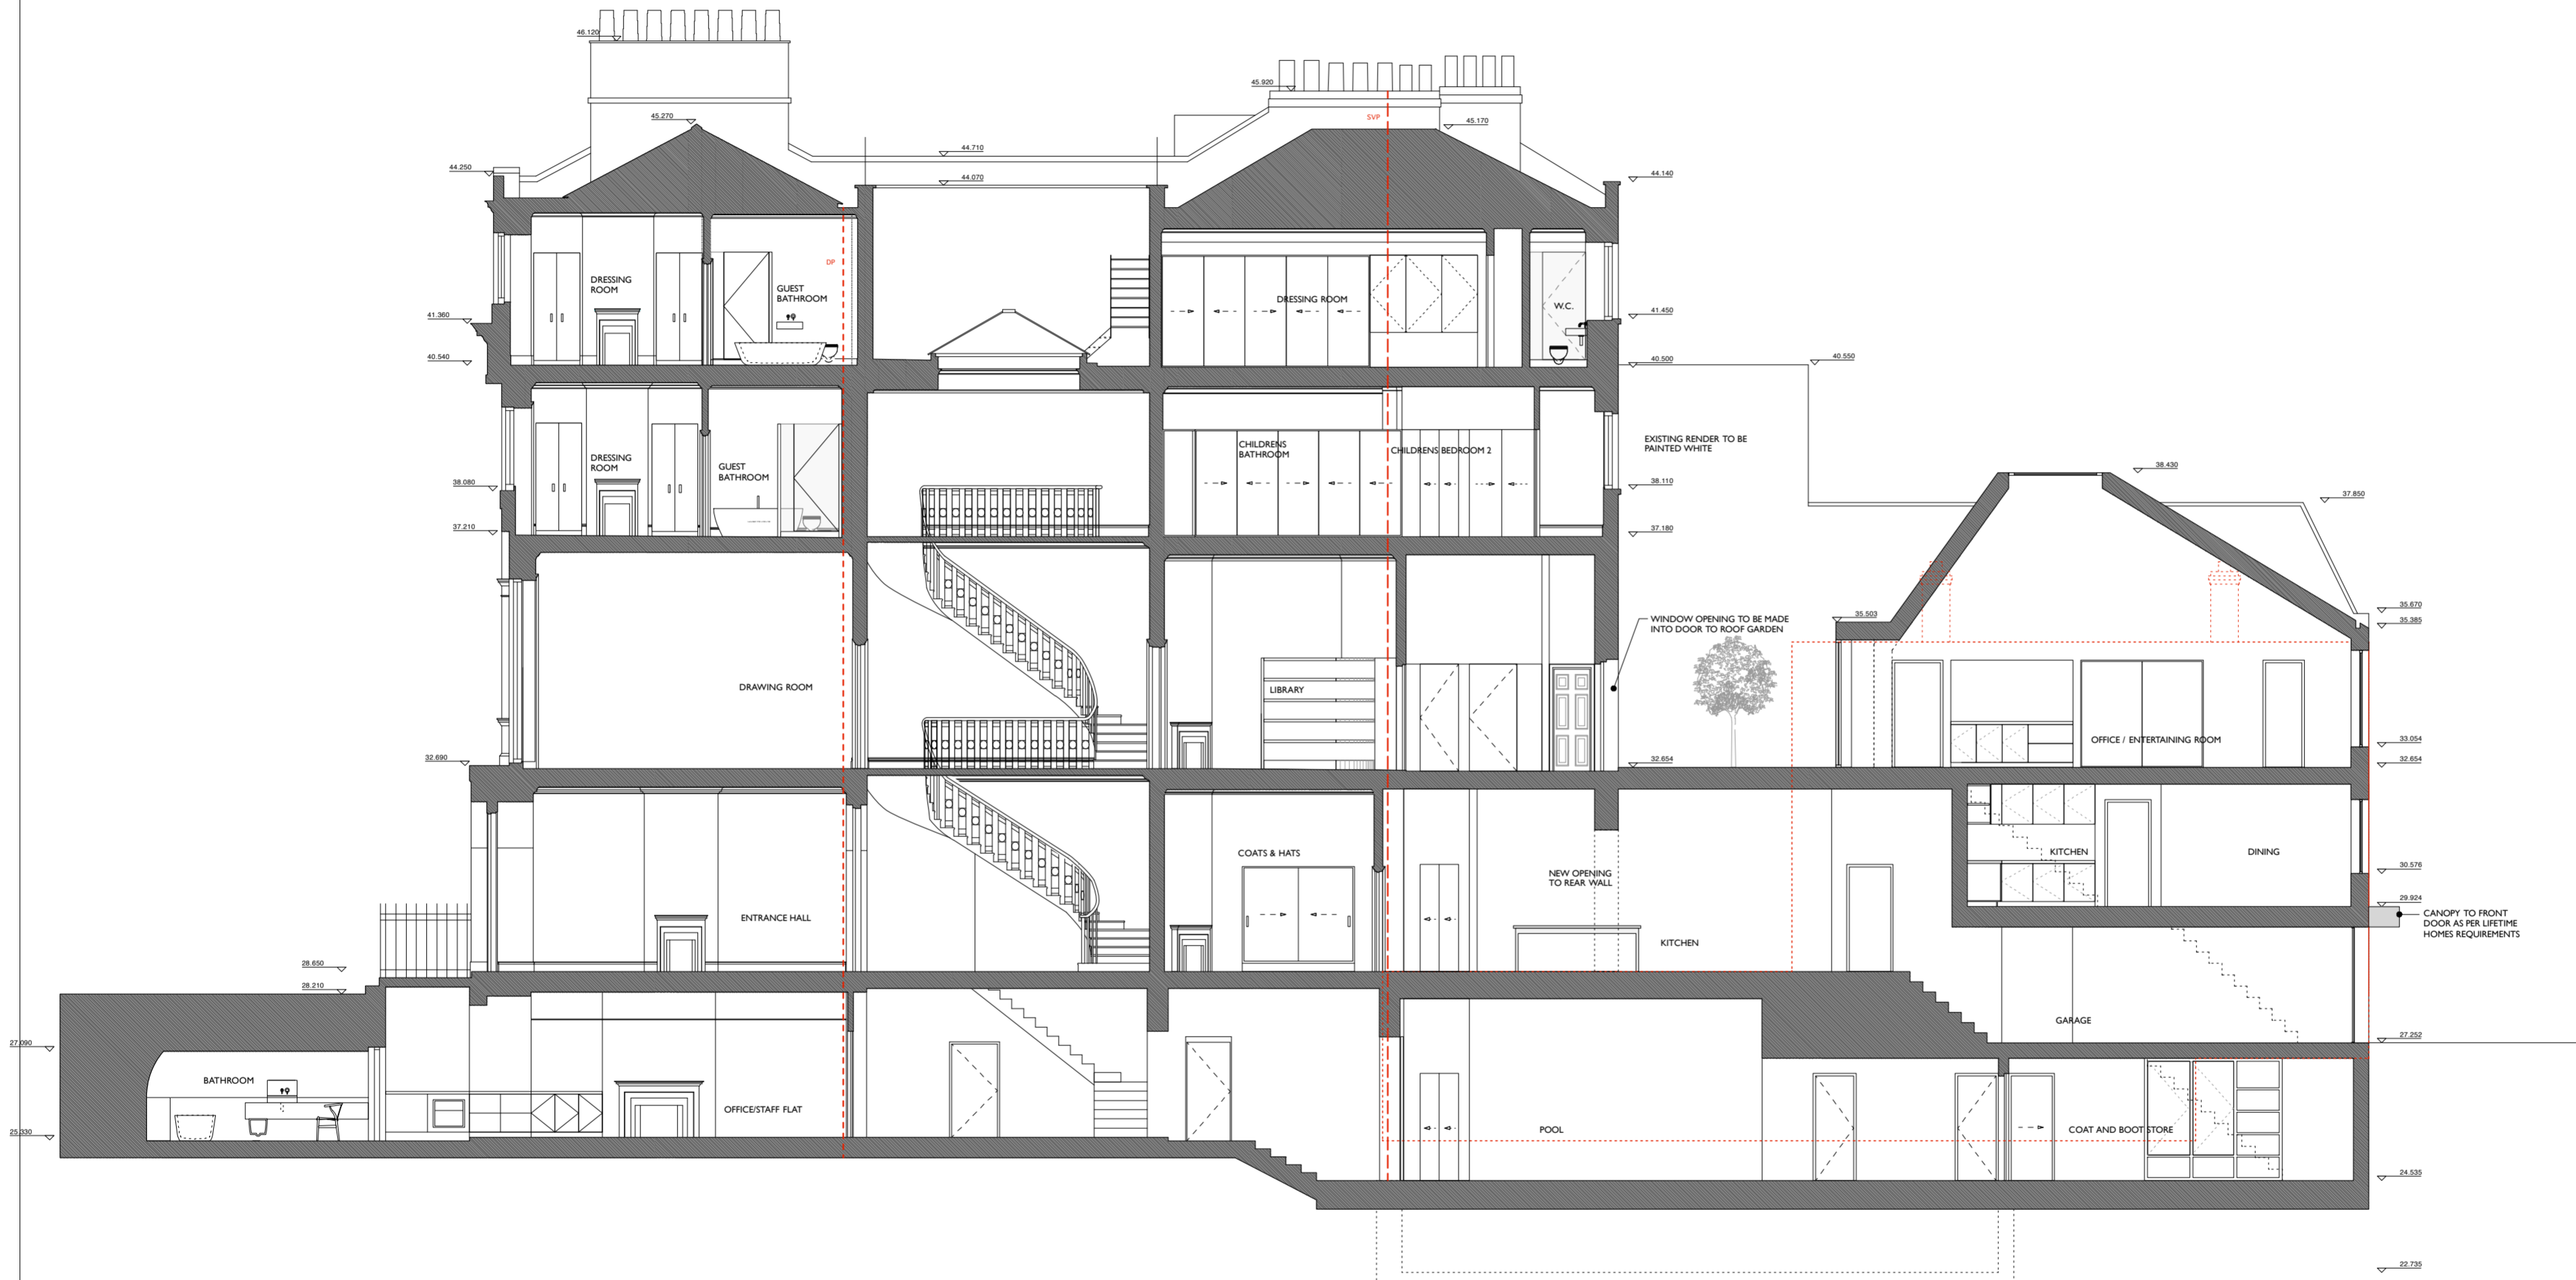 46.120
45.920
SVP
45.270
45.170
44.710
44.250
44.070
44.140
DP
DRESSING
ROOM
GUEST
BATHROOM
DRESSING ROOM
W.C.
41.360
41.450
40.540
40.500
40.550
EXISTING RENDER TO BE
PAINTED WHITE
CHILDRENS
BATHROOM
CHILDRENS BEDROOM 2
DRESSING
ROOM
GUEST
BATHROOM
38.430
38.080
38.110
37.850
37.210
37.180
35.670
35.503
35.385
WINDOW OPENING TO BE MADE
INTO DOOR TO ROOF GARDEN
DRAWING ROOM
LIBRARY
OFFICE / ENTERTAINING ROOM
33.054
32.690
32.654
32.654
COATS & HATS
KITCHEN
DINING
NEW OPENING
TO REAR WALL
30.576
29.924
ENTRANCE HALL
KITCHEN
CANOPY TO FRONT
DOOR AS PER LIFETIME
HOMES REQUIREMENTS
28.650
28.210
GARAGE
27.090
27.252
BATHROOM
OFFICE/STAFF FLAT
POOL
COAT AND BOOT STORE
25.330
24.535
22.735